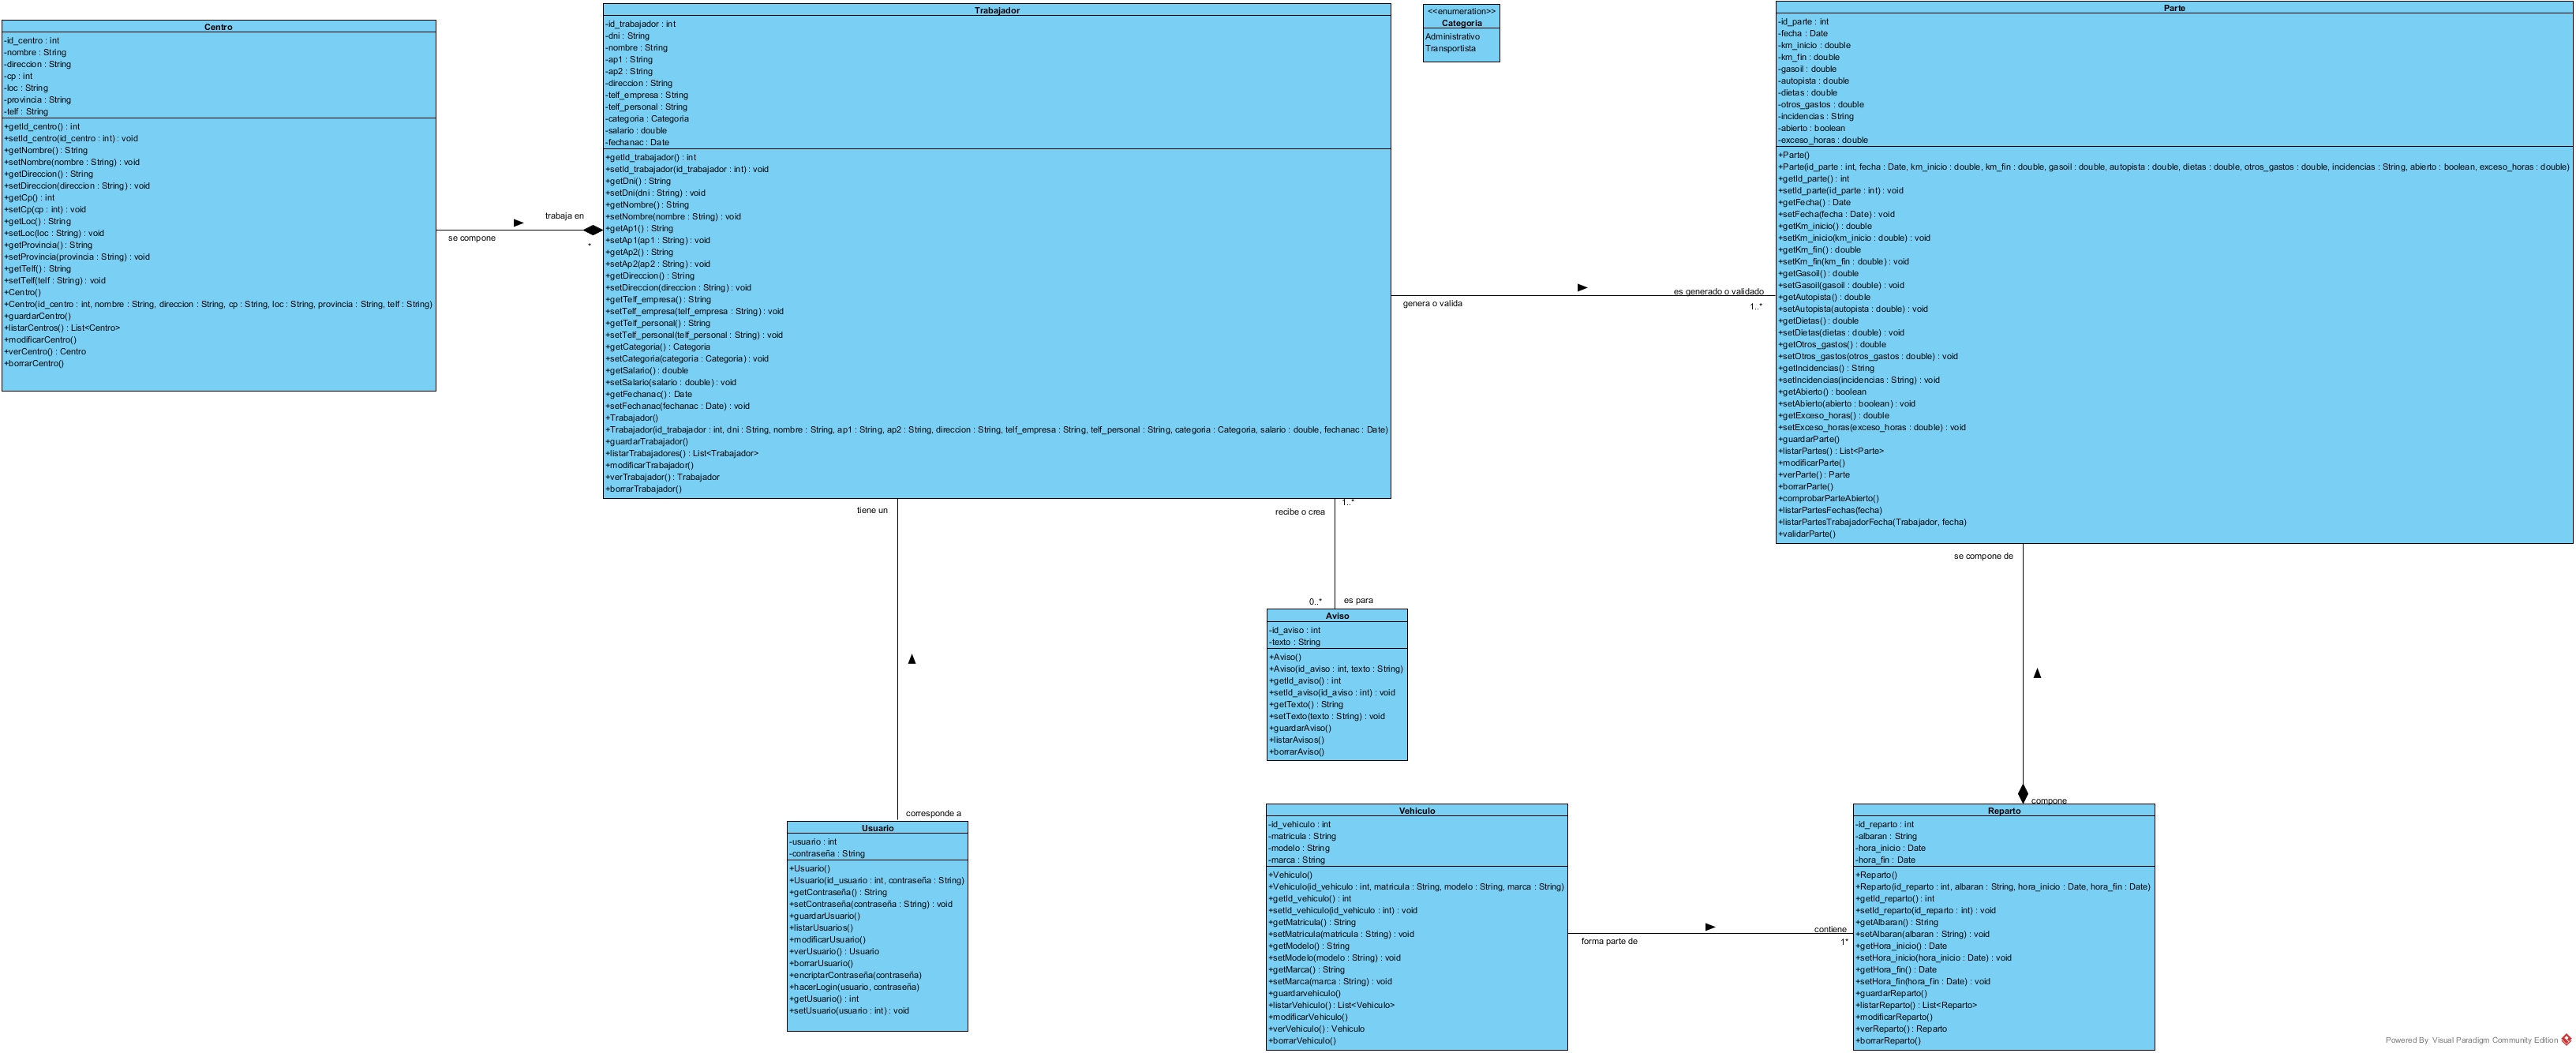 Centro
-id_centro : int
-nombre : String
-direccion : String
-cp : int
-loc : String
-provincia : String
-telf : String
+getId_centro() : int
+setId_centro(id_centro : int) : void
+getNombre() : String
+setNombre(nombre : String) : void
+getDireccion() : String
+setDireccion(direccion : String) : void
+getCp() : int
+setCp(cp : int) : void
+getLoc() : String
+setLoc(loc : String) : void
+getProvincia() : String
+setProvincia(provincia : String) : void
+getTelf() : String
+setTelf(telf : String) : void
+Centro()
+Centro(id_centro : int, nombre : String, direccion : String, cp : String, loc : String, provincia : String, telf : String)
+guardarCentro()
+listarCentros() : List<Centro>
+modificarCentro()
+verCentro() : Centro
+borrarCentro()
se compone
trabaja en
*
Trabajador
-id_trabajador : int
-dni : String
-nombre : String
-ap1 : String
-ap2 : String
-direccion : String
-telf_empresa : String
-telf_personal : String
-categoria : Categoria
-salario : double
-fechanac : Date
+getId_trabajador() : int
+setId_trabajador(id_trabajador : int) : void
+getDni() : String
+setDni(dni : String) : void
+getNombre() : String
+setNombre(nombre : String) : void
+getAp1() : String
+setAp1(ap1 : String) : void
+getAp2() : String
+setAp2(ap2 : String) : void
+getDireccion() : String
+setDireccion(direccion : String) : void
+getTelf_empresa() : String
+setTelf_empresa(telf_empresa : String) : void
+getTelf_personal() : String
+setTelf_personal(telf_personal : String) : void
+getCategoria() : Categoria
+setCategoria(categoria : Categoria) : void
+getSalario() : double
+setSalario(salario : double) : void
+getFechanac() : Date
+setFechanac(fechanac : Date) : void
+Trabajador()
+Trabajador(id_trabajador : int, dni : String, nombre : String, ap1 : String, ap2 : String, direccion : String, telf_empresa : String, telf_personal : String, categoria : Categoria, salario : double, fechanac : Date)
+guardarTrabajador()
+listarTrabajadores() : List<Trabajador>
+modificarTrabajador()
+verTrabajador() : Trabajador
+borrarTrabajador()
<<enumeration>>
Categoria
Administrativo
Transportista
genera o valida
es generado o validado
1..*
Parte
-id_parte : int
-fecha : Date
-km_inicio : double
-km_fin : double
-gasoil : double
-autopista : double
-dietas : double
-otros_gastos : double
-incidencias : String
-abierto : boolean
-exceso_horas : double
+Parte()
+Parte(id_parte : int, fecha : Date, km_inicio : double, km_fin : double, gasoil : double, autopista : double, dietas : double, otros_gastos : double, incidencias : String, abierto : boolean, exceso_horas : double)
+getId_parte() : int
+setId_parte(id_parte : int) : void
+getFecha() : Date
+setFecha(fecha : Date) : void
+getKm_inicio() : double
+setKm_inicio(km_inicio : double) : void
+getKm_fin() : double
+setKm_fin(km_fin : double) : void
+getGasoil() : double
+setGasoil(gasoil : double) : void
+getAutopista() : double
+setAutopista(autopista : double) : void
+getDietas() : double
+setDietas(dietas : double) : void
+getOtros_gastos() : double
+setOtros_gastos(otros_gastos : double) : void
+getIncidencias() : String
+setIncidencias(incidencias : String) : void
+getAbierto() : boolean
+setAbierto(abierto : boolean) : void
+getExceso_horas() : double
+setExceso_horas(exceso_horas : double) : void
+guardarParte()
+listarPartes() : List<Parte>
+modificarParte()
+verParte() : Parte
+borrarParte()
+comprobarParteAbierto()
+listarPartesFechas(fecha)
+listarPartesTrabajadorFecha(Trabajador, fecha)
+validarParte()
tiene un
corresponde a
recibe o crea
1..*
0..*
es para
Aviso
-id_aviso : int
-texto : String
+Aviso()
+Aviso(id_aviso : int, texto : String)
+getId_aviso() : int
+setId_aviso(id_aviso : int) : void
+getTexto() : String
+setTexto(texto : String) : void
+guardarAviso()
+listarAvisos()
+borrarAviso()
se compone de
compone
Usuario
-usuario : int
-contraseña : String
+Usuario()
+Usuario(id_usuario : int, contraseña : String)
+getContraseña() : String
+setContraseña(contraseña : String) : void
+guardarUsuario()
+listarUsuarios()
+modificarUsuario()
+verUsuario() : Usuario
+borrarUsuario()
+encriptarContraseña(contraseña)
+hacerLogin(usuario, contraseña)
+getUsuario() : int
+setUsuario(usuario : int) : void
Vehiculo
-id_vehiculo : int
-matricula : String
-modelo : String
-marca : String
+Vehiculo()
+Vehiculo(id_vehiculo : int, matricula : String, modelo : String, marca : String)
+getId_vehiculo() : int
+setId_vehiculo(id_vehiculo : int) : void
+getMatricula() : String
+setMatricula(matricula : String) : void
+getModelo() : String
+setModelo(modelo : String) : void
+getMarca() : String
+setMarca(marca : String) : void
+guardarvehiculo()
+listarVehiculo() : List<Vehiculo>
+modificarVehiculo()
+verVehiculo() : Vehiculo
+borrarVehiculo()
forma parte de
contiene
1*
Reparto
-id_reparto : int
-albaran : String
-hora_inicio : Date
-hora_fin : Date
+Reparto()
+Reparto(id_reparto : int, albaran : String, hora_inicio : Date, hora_fin : Date)
+getId_reparto() : int
+setId_reparto(id_reparto : int) : void
+getAlbaran() : String
+setAlbaran(albaran : String) : void
+getHora_inicio() : Date
+setHora_inicio(hora_inicio : Date) : void
+getHora_fin() : Date
+setHora_fin(hora_fin : Date) : void
+guardarReparto()
+listarReparto() : List<Reparto>
+modificarReparto()
+verReparto() : Reparto
+borrarReparto()
Powered By Visual Paradigm Community Edition